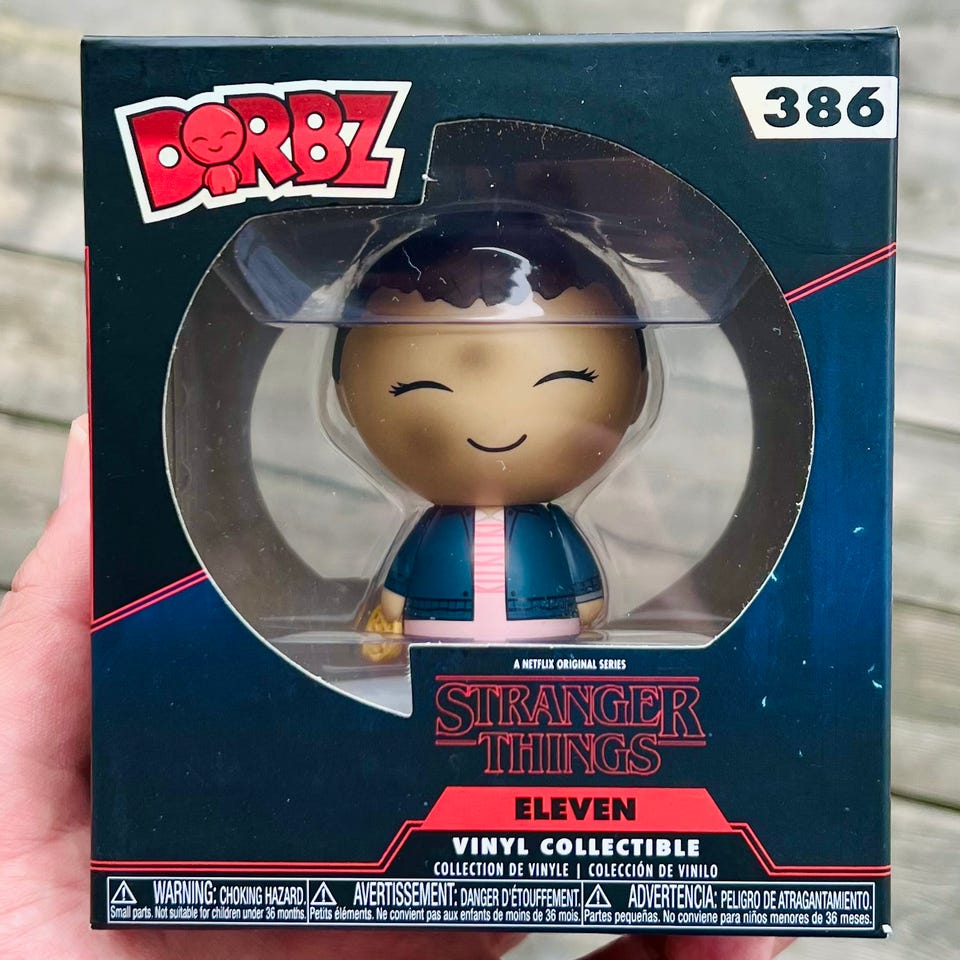 DORBZ
386
A NETFLIX ORIGINAL SERIES
STRANGER
THINGS
ELEVEN
VINYL COLLECTIBLE
COLLECTION DE VINYLE | COLECCIÓN DE VINILO
WARNING: CHOKING HAZARD.
Small parts. Not suitable for children under 36 months.
AVERTISSEMENT: DANGER D'ÉTOUFFEMENT.
Petits éléments. Ne convient pas aux enfants de moins de 36 mois.
ADVERTENCIA: PELIGRO DE ATRAGANTAMIENTO.
Partes pequeñas. No conviene para niños menores de 36 meses.